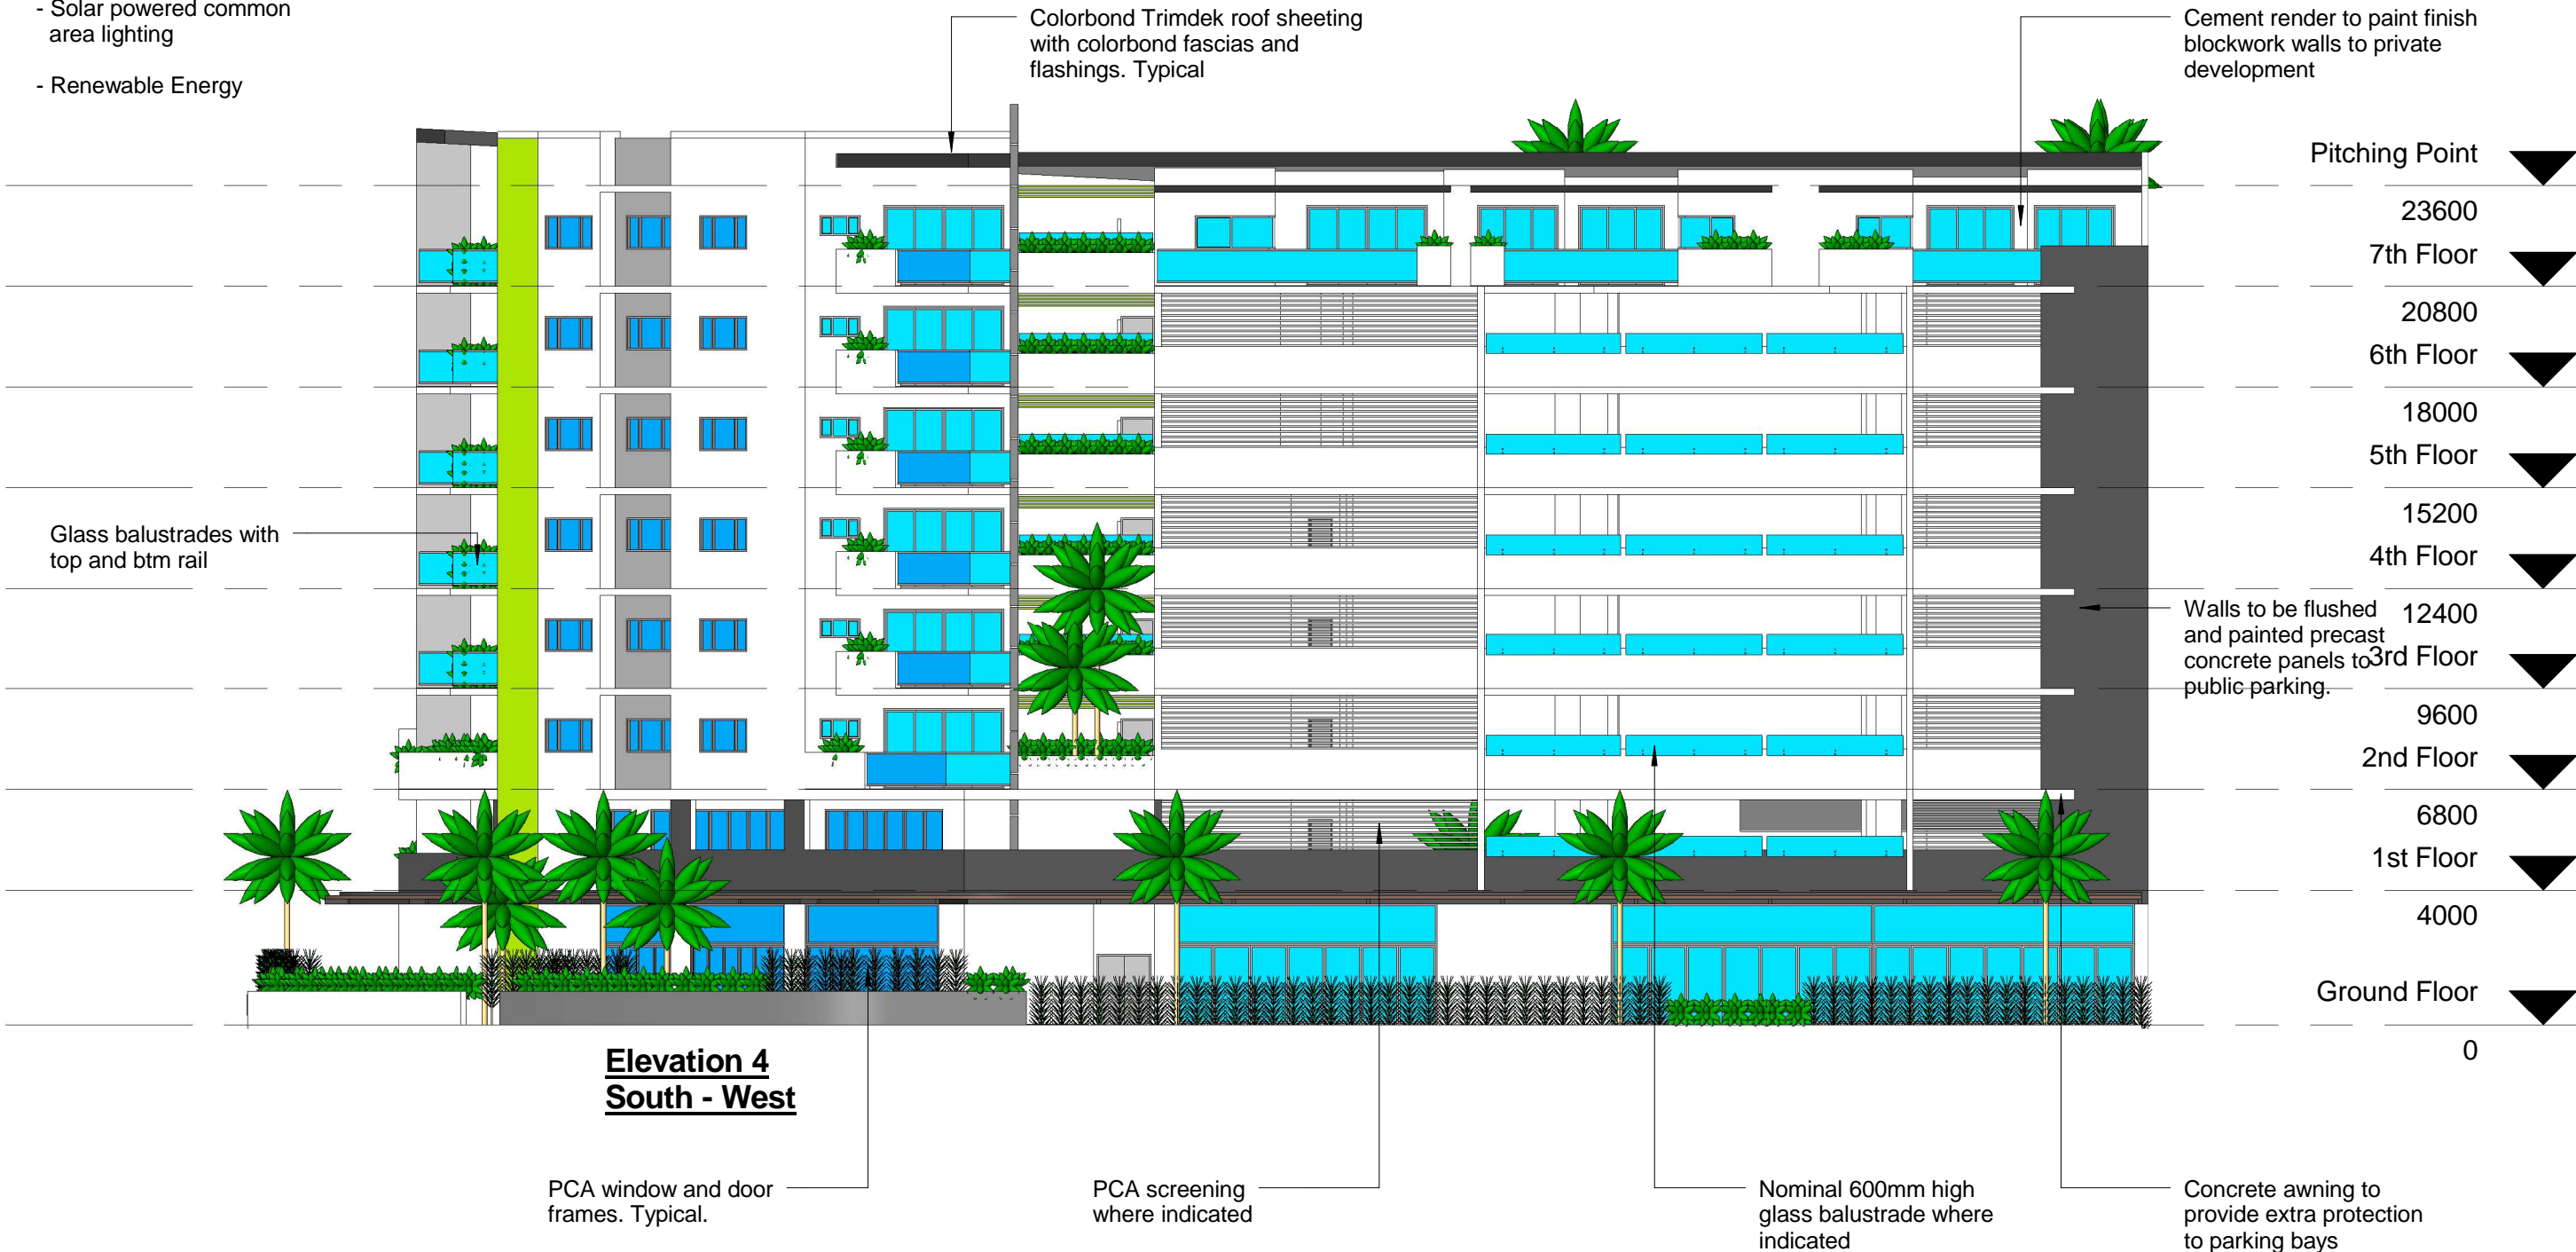 - Solar powered common
area lighting
- Renewable Energy
Colorbond Trimdek roof sheeting
with colorbond fascias and
flashings. Typical
Cement render to paint finish
blockwork walls to private
development
Pitching Point
23600
7th Floor
20800
6th Floor
18000
5th Floor
15200
4th Floor
12400
3rd Floor
9600
2nd Floor
6800
1st Floor
4000
Ground Floor
0
Glass balustrades with
top and btm rail
Walls to be flushed
and painted precast
concrete panels to
public parking.
Elevation 4
South - West
PCA window and door
frames. Typical.
PCA screening
where indicated
Nominal 600mm high
glass balustrade where
indicated
Concrete awning to
provide extra protection
to parking bays